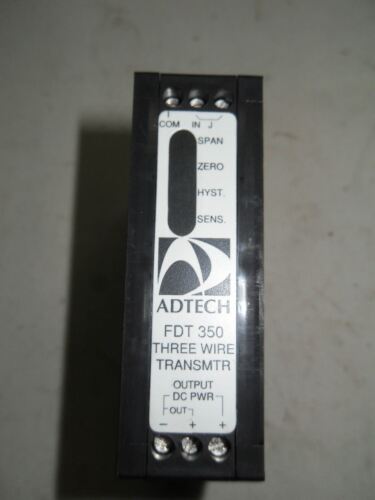 COM IN J
SPAN
ZERO
HYST.
SENS.
ADTECH
FDT 350
THREE WIRE
TRANSMTR
OUTPUT
DC PWR
OUT
− + +